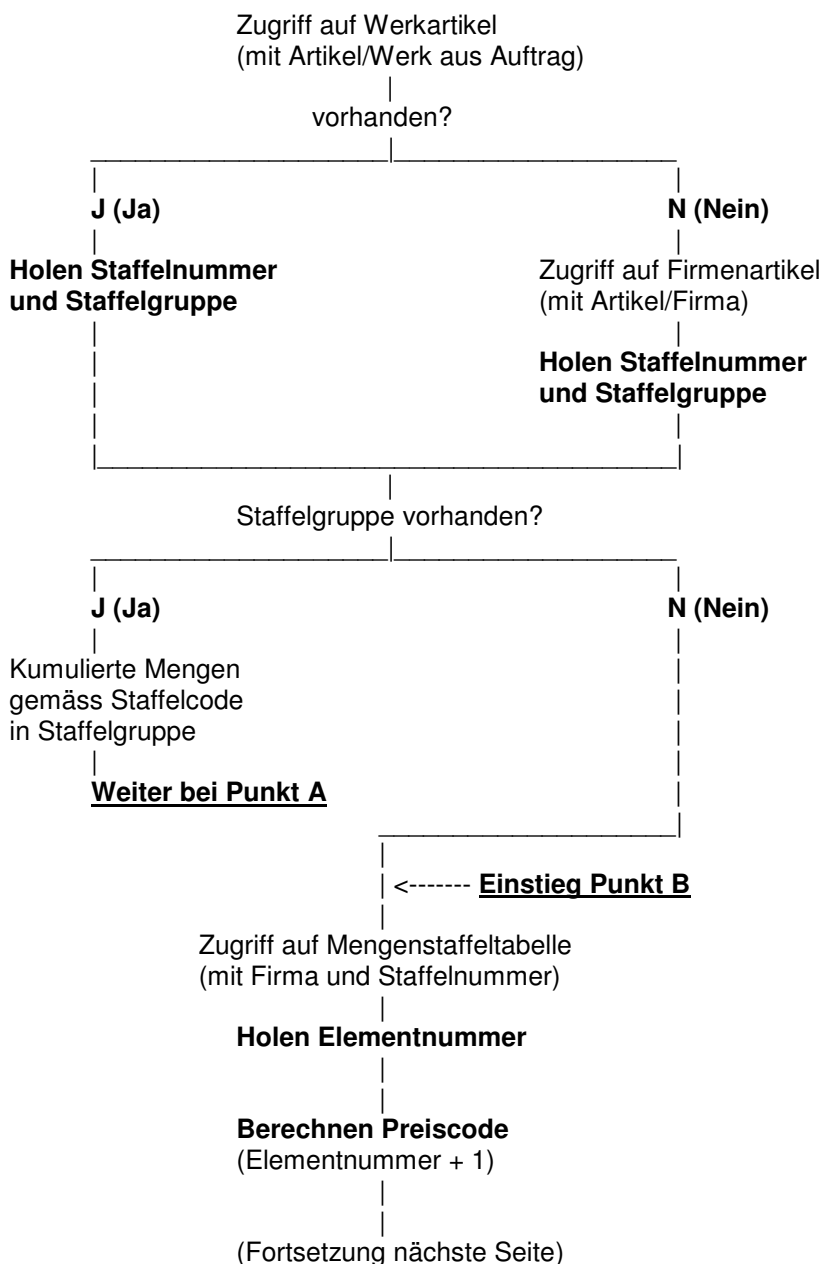 Zugriff auf Werkartikel
(mit Artikel/Werk aus Auftrag)
vorhanden?
J (Ja)
N (Nein)
Holen Staffelnummer
und Staffelgruppe
Zugriff auf Firmenartikel
(mit Artikel/Firma)
Holen Staffelnummer
und Staffelgruppe
Staffelgruppe vorhanden?
J (Ja)
N (Nein)
Kumulierte Mengen
gemäss Staffelcode
in Staffelgruppe
Weiter bei Punkt A
<------- Einstieg Punkt B
Zugriff auf Mengenstaffeltabelle
(mit Firma und Staffelnummer)
Holen Elementnummer
Berechnen Preiscode
(Elementnummer + 1)
(Fortsetzung nächste Seite)